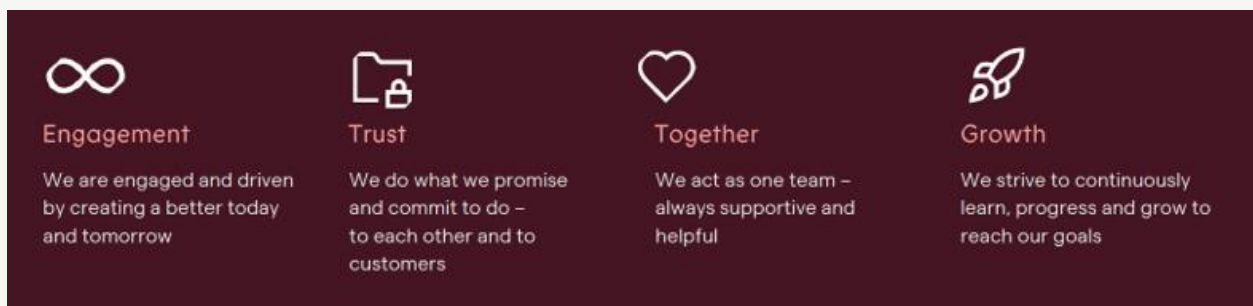 Engagement
We are engaged and driven
by creating a better today
and tomorrow
Trust
We do what we promise
and commit to do –
to each other and to
customers
Together
We act as one team –
always supportive and
helpful
Growth
We strive to continuously
learn, progress and grow to
reach our goals